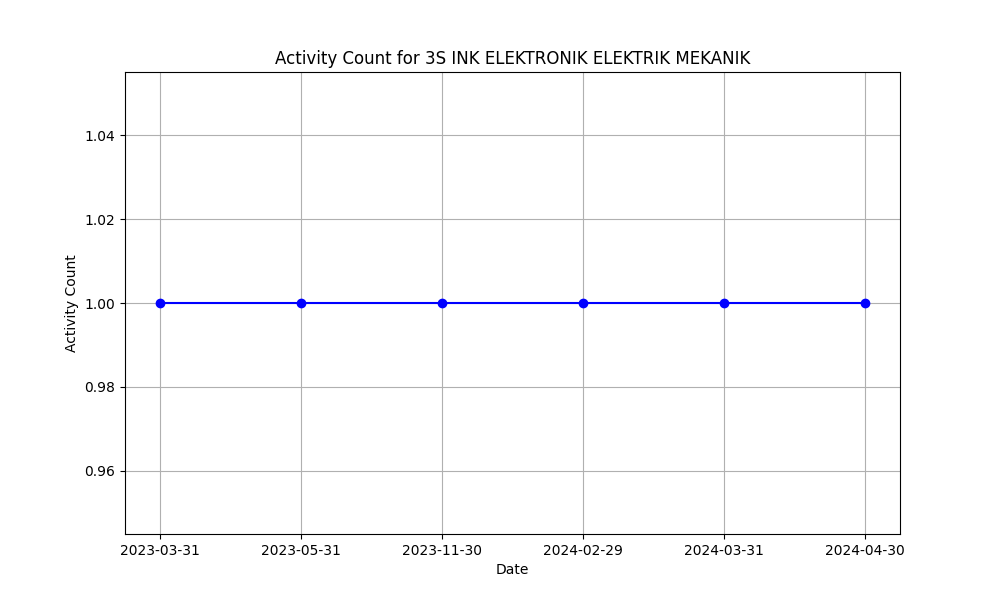 Activity Count for 3S INK ELEKTRONIK ELEKTRIK MEKANIK
1.04
1.02
1.00
0.98
0.96
Activity Count
2023-03-31 2023-05-31 2023-11-30 2024-02-29 2024-03-31 2024-04-30
Date